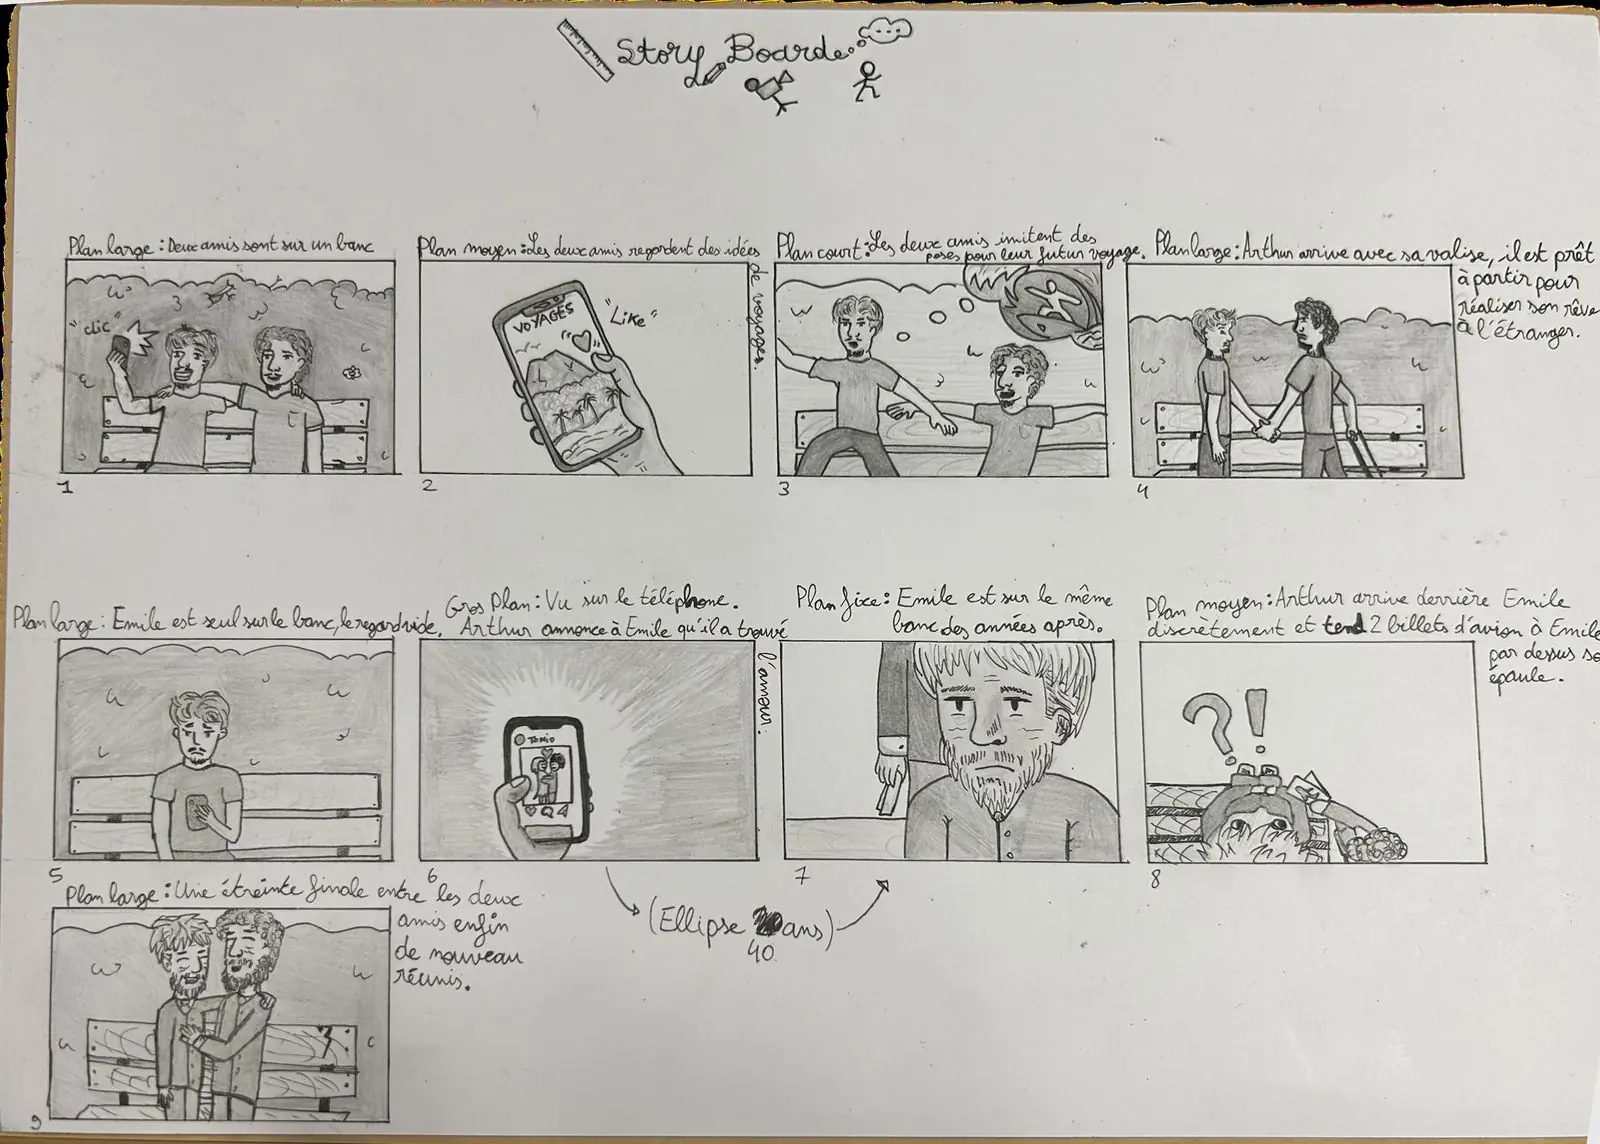 Story Boarde
Plan large : Deux amis sont sur un banc
"clic"
1
Plan moyen : Les deux amis regardent des idées
de voyages.
VOYAGES
"Like"
2
Plan court : Les deux amis imitent des
poses pour leur futur voyage.
3
Plan large : Arthur arrive avec sa valise, il est prêt
à partir pour
réaliser son rêve
à l'étranger.
4
Plan large : Emile est seul sur le banc, le regard vide.
5
Gros Plan : Vu sur le téléphone.
Arthur annonce à Emile qu'il a trouvé
l'amour.
6
(Ellipse ans)
40
Plan fixe : Emile est sur le même
banc des années après.
7
Plan moyen : Arthur arrive derrière Emile
discrètement et tend 2 billets d'avion à Emile
par dessus so
épaule.
? !
8
Plan large : Une étreinte finale entre les deux
amis enfin
de nouveau
réunis.
9